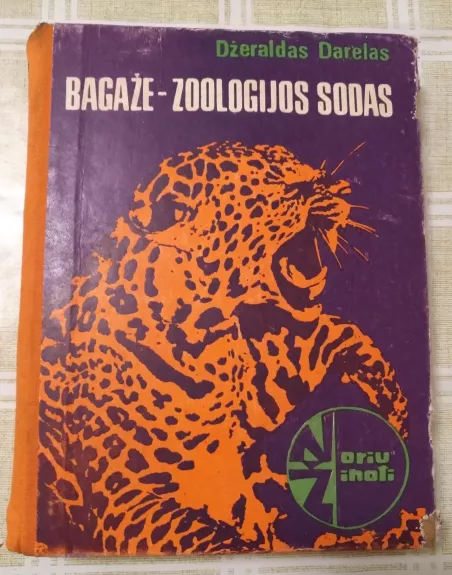 Džeraldas Darelas
BAGAŽE - ZOOLOGIJOS SODAS
Noriu
Žinoti